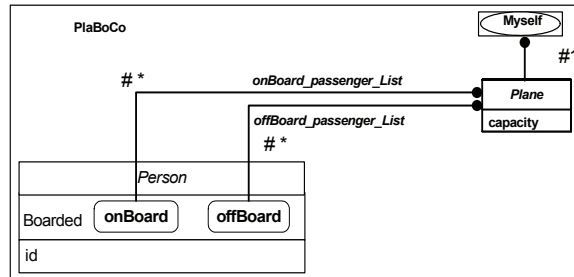 PlaBoCo
Myself
#1
# *
onBoard_passenger_List
Plane
capacity
offBoard_passenger_List
# *
Person
Boarded onBoard offBoard
id